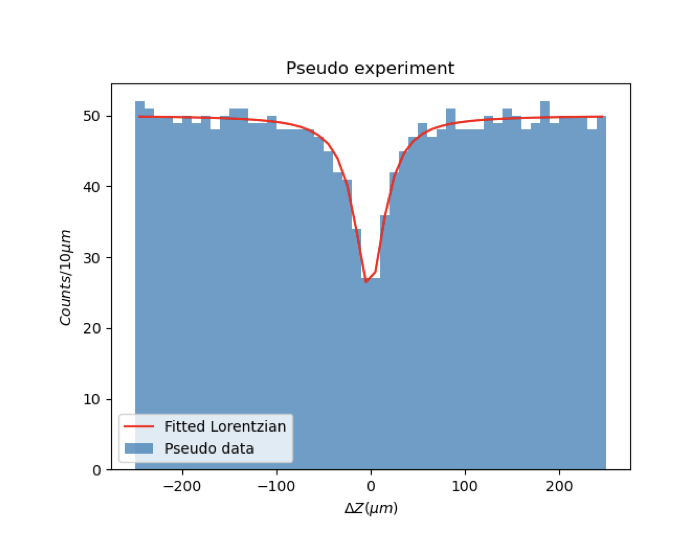 Pseudo experiment
Counts/10μm
50
40
30
20
10
0
Fitted Lorentzian
Pseudo data
−200 −100 0 100 200
ΔZ(μm)